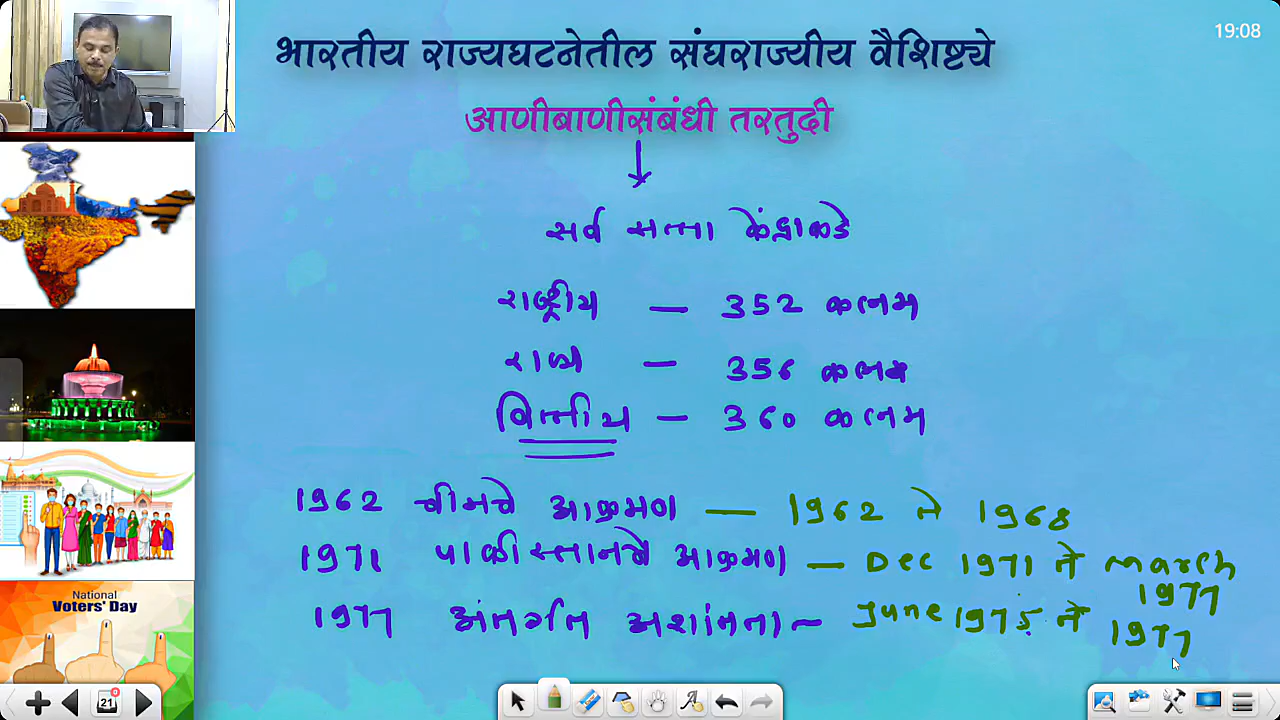 19:08
भारतीय राज्यघटनेतील संघराज्यीय वैशिष्ट्ये
आणीबाणीसंबंधी तरतुदी
सर्व सत्ता केंद्राकडे
राष्ट्रीय — 352 कलम
राज्य — 356 कलम
वित्तीय — 360 कलम
1962 चीनचे आक्रमण — 1962 ते 1968
1971 पाकीस्तानचे आक्रमण — Dec 1971 ते march 1977
1977 अंतर्गत अशांतता – June 1975 ते 1977
National
Voters' Day
21
0